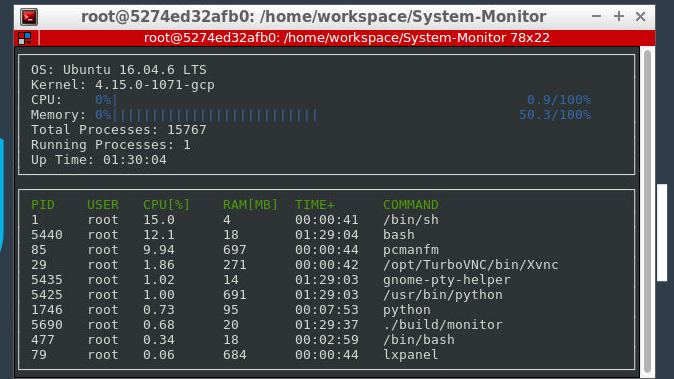 root@5274ed32afb0: /home/workspace/System-Monitor
root@5274ed32afb0: /home/workspace/System-Monitor 78x22
OS: Ubuntu 16.04.6 LTS
Kernel: 4.15.0-1071-gcp
CPU: 0%| 0.9/100%
Memory: 0%|||||||||||||||||||||||||| 50.3/100%
Total Processes: 15767
Running Processes: 1
Up Time: 01:30:04
PID USER CPU[%] RAM[MB] TIME+ COMMAND
1 root 15.0 4 00:00:41 /bin/sh
5440 root 12.1 18 01:29:04 bash
85 root 9.94 697 00:00:44 pcmanfm
29 root 1.86 271 00:00:42 /opt/TurboVNC/bin/Xvnc
5435 root 1.02 14 01:29:03 gnome-pty-helper
5425 root 1.00 691 01:29:03 /usr/bin/python
1746 root 0.73 95 00:07:53 python
5690 root 0.68 20 01:29:37 ./build/monitor
477 root 0.34 18 00:02:59 /bin/bash
79 root 0.06 684 00:00:44 lxpanel